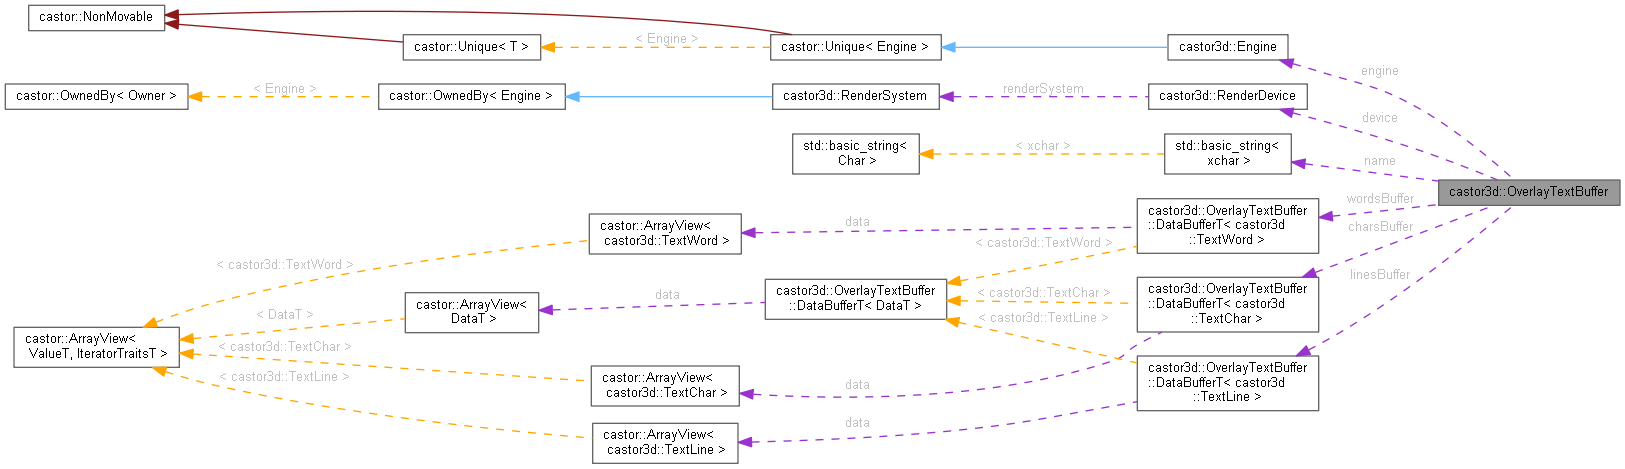 castor::NonMovable
castor::Unique< T >
< Engine >
castor::Unique< Engine >
castor3d::Engine
engine
castor::OwnedBy< Owner >
< Engine >
castor::OwnedBy< Engine >
castor3d::RenderSystem
renderSystem
castor3d::RenderDevice
device
std::basic_string<
Char >
< xchar >
std::basic_string<
xchar >
name
castor3d::OverlayTextBuffer
wordsBuffer
charsBuffer
linesBuffer
castor3d::OverlayTextBuffer
::DataBufferT< castor3d
::TextWord >
data
castor::ArrayView<
castor3d::TextWord >
< castor3d::TextWord >
< castor3d::TextWord >
castor3d::OverlayTextBuffer
::DataBufferT< castor3d
::TextChar >
< castor3d::TextChar >
castor3d::OverlayTextBuffer
::DataBufferT< DataT >
data
castor::ArrayView<
DataT >
< DataT >
< castor3d::TextLine >
castor::ArrayView<
ValueT, IteratorTraitsT >
< castor3d::TextChar >
castor3d::OverlayTextBuffer
::DataBufferT< castor3d
::TextLine >
data
castor::ArrayView<
castor3d::TextChar >
< castor3d::TextLine >
data
castor::ArrayView<
castor3d::TextLine >